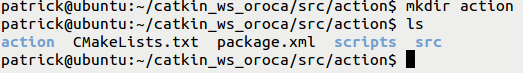 patrick@ubuntu:~/catkin_ws_oroca/src/action$ mkdir action
patrick@ubuntu:~/catkin_ws_oroca/src/action$ ls
action  CMakeLists.txt  package.xml  scripts  src
patrick@ubuntu:~/catkin_ws_oroca/src/action$